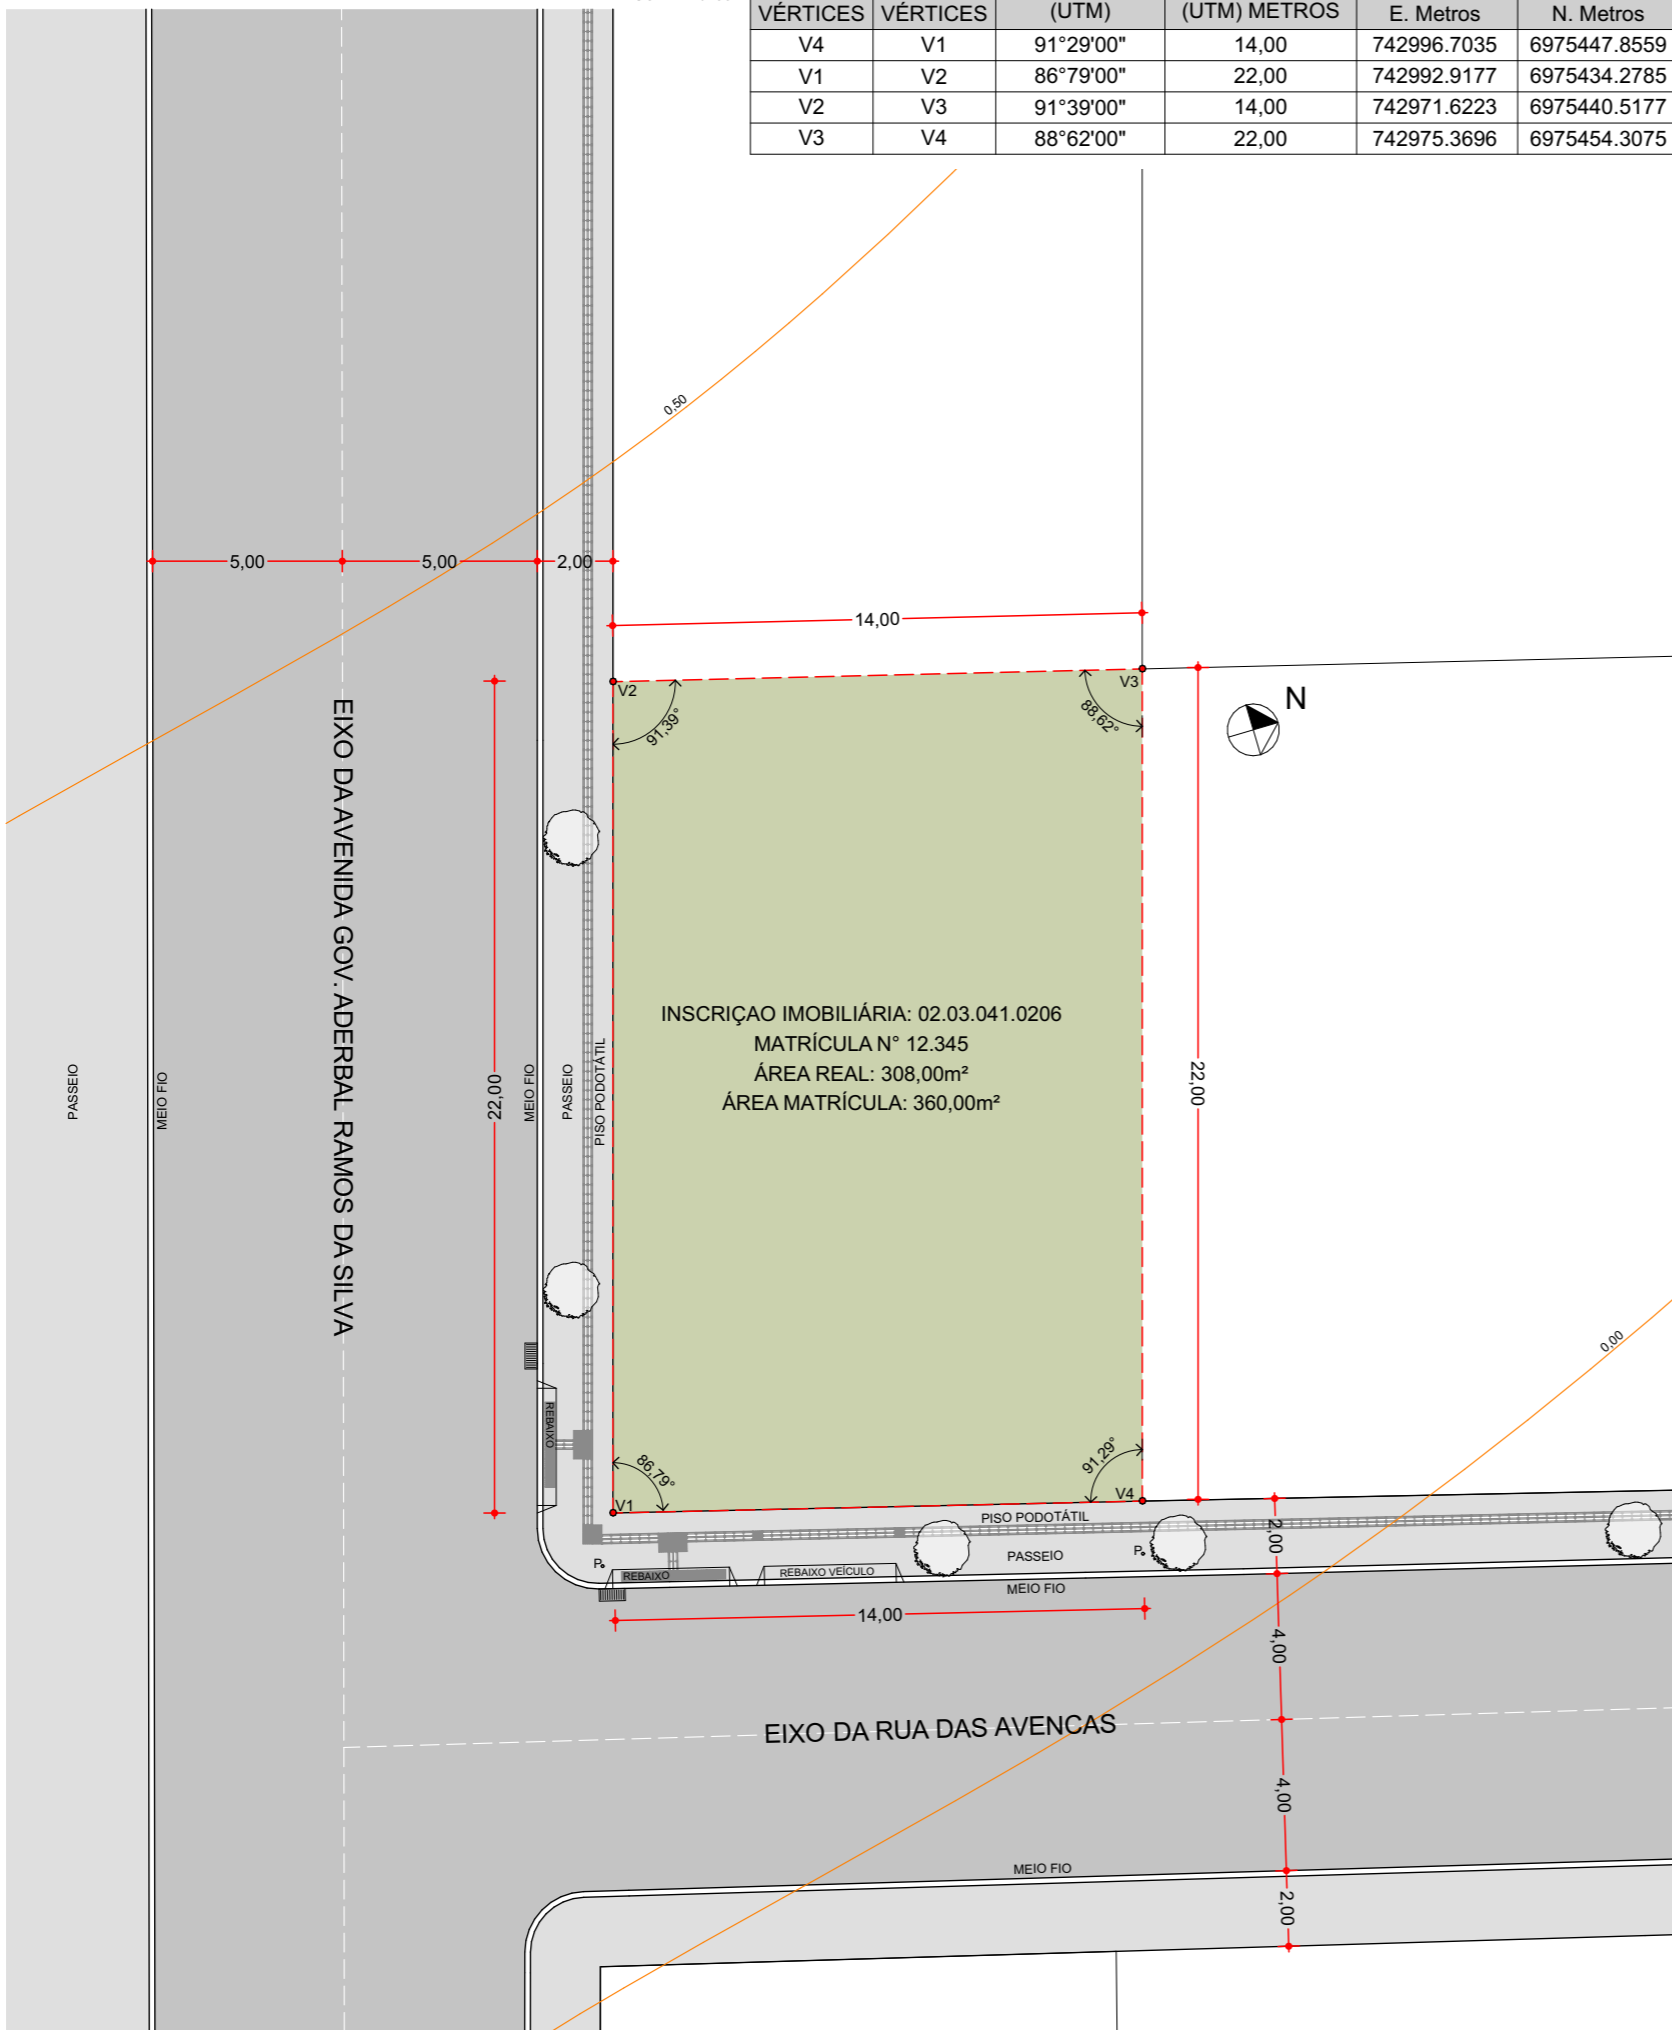 VÉRTICES VÉRTICES (UTM) (UTM) METROS E. Metros N. Metros
V4 V1 91°29'00" 14,00 742996.7035 6975447.8559
V1 V2 86°79'00" 22,00 742992.9177 6975434.2785
V2 V3 91°39'00" 14,00 742971.6223 6975440.5177
V3 V4 88°62'00" 22,00 742975.3696 6975454.3075
0,50
5,00
5,00
2,00
14,00
V2
V3
91,39°
88,62°
N
EIXO DA AVENIDA GOV. ADERBAL RAMOS DA SILVA
INSCRIÇAO IMOBILIÁRIA: 02.03.041.0206
MATRÍCULA N° 12.345
ÁREA REAL: 308,00m²
ÁREA MATRÍCULA: 360,00m²
PASSEIO
MEIO FIO
22,00
MEIO FIO
PASSEIO
PISO PODOTÁTIL
22,00
0,00
REBAIXO
86,79°
91,29°
V1
V4
PISO PODOTÁTIL
2,00
P.
PASSEIO
P.
REBAIXO
REBAIXO VEÍCULO
MEIO FIO
14,00
4,00
EIXO DA RUA DAS AVENCAS
4,00
MEIO FIO
2,00